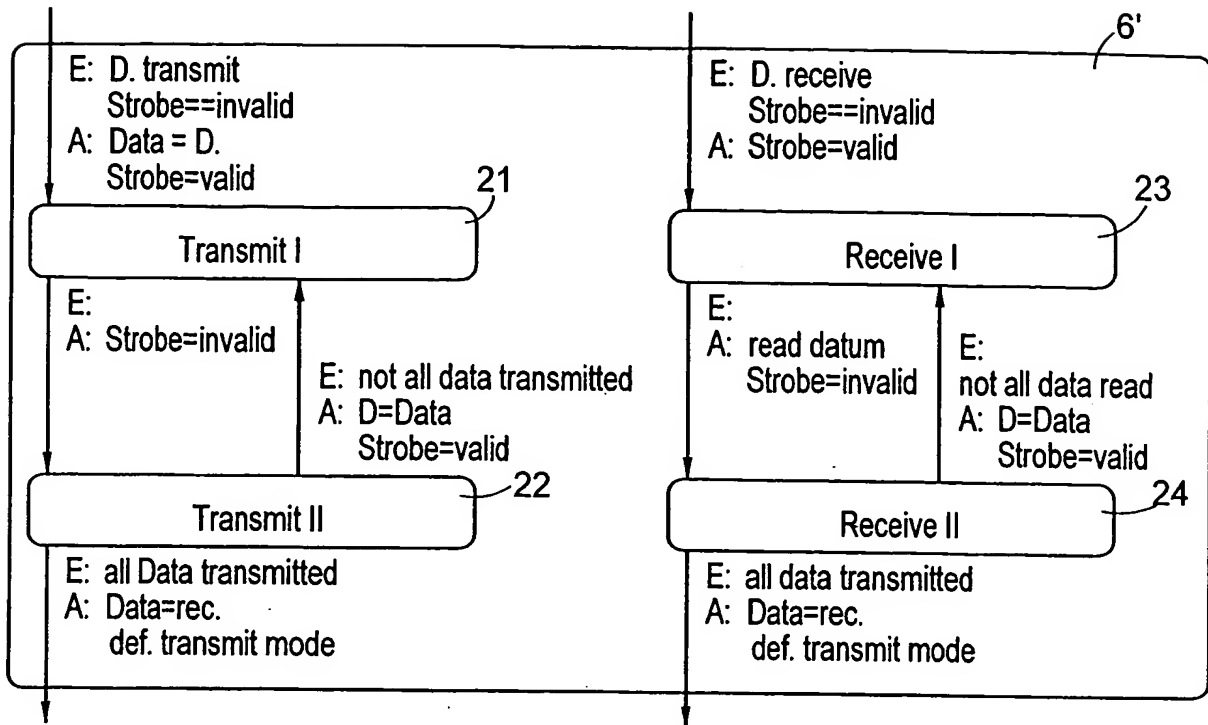 6'
E: D. transmit
Strobe==invalid
A: Data = D.
Strobe=valid
21
Transmit I
E:
A: Strobe=invalid
E: not all data transmitted
A: D=Data
Strobe=valid
22
Transmit II
E: all Data transmitted
A: Data=rec.
def. transmit mode
E: D. receive
Strobe==invalid
A: Strobe=valid
23
Receive I
E:
A: read datum
Strobe=invalid
E:
not all data read
A: D=Data
Strobe=valid
24
Receive II
E: all data transmitted
A: Data=rec.
def. transmit mode